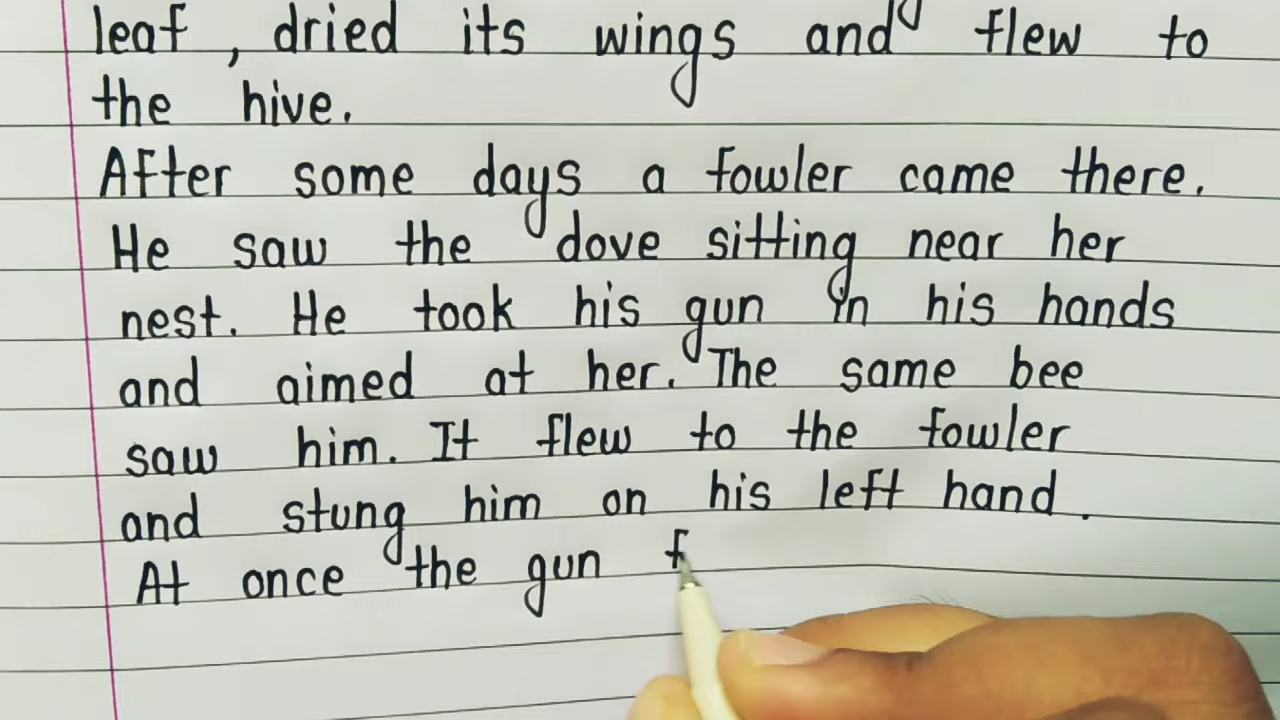 leaf, dried its wings and flew to
the hive.
After some days a fowler came there.
He saw the dove sitting near her
nest. He took his gun in his hands
and aimed at her. The same bee
saw him. It flew to the fowler
and stung him on his left hand.
At once the gun f